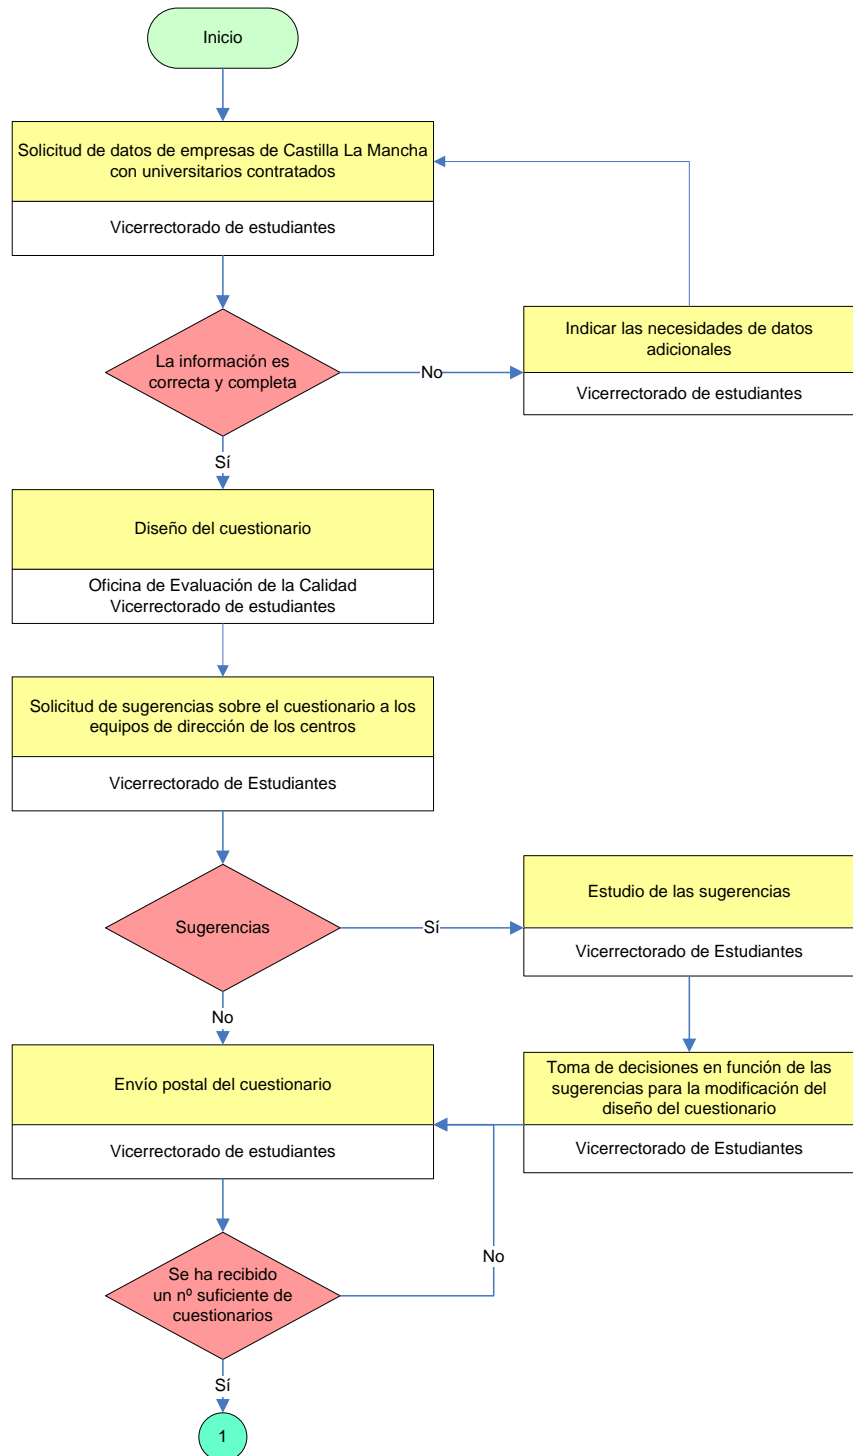 Inicio
Solicitud de datos de empresas de Castilla La Mancha
con universitarios contratados
Vicerrectorado de estudiantes
La información es
correcta y completa
No
Indicar las necesidades de datos
adicionales
Vicerrectorado de estudiantes
Sí
Diseño del cuestionario
Oficina de Evaluación de la Calidad
Vicerrectorado de estudiantes
Solicitud de sugerencias sobre el cuestionario a los
equipos de dirección de los centros
Vicerrectorado de Estudiantes
Sugerencias
Sí
Estudio de las sugerencias
Vicerrectorado de Estudiantes
No
Envío postal del cuestionario
Vicerrectorado de estudiantes
Toma de decisiones en función de las
sugerencias para la modificación del
diseño del cuestionario
Vicerrectorado de Estudiantes
No
Se ha recibido
un nº suficiente de
cuestionarios
Sí
1